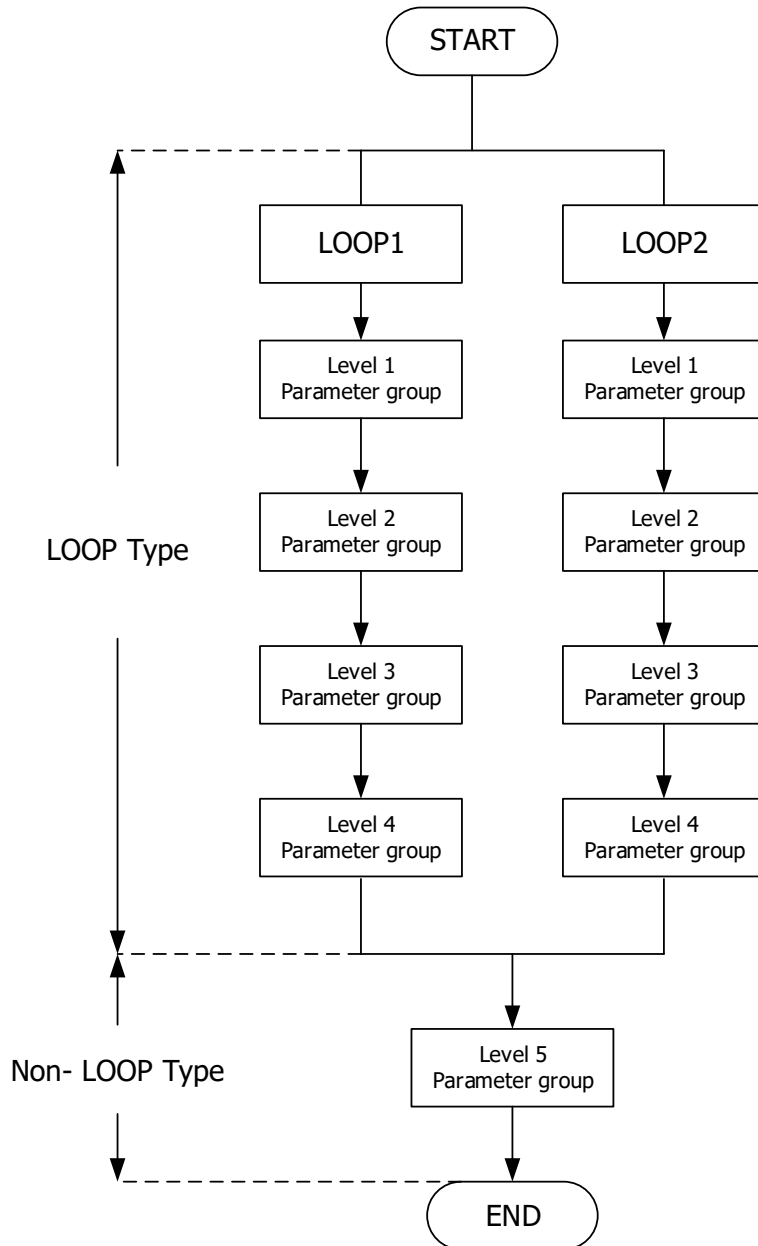 START
LOOP1
LOOP2
Level 1
Parameter group
Level 1
Parameter group
Level 2
Parameter group
Level 2
Parameter group
LOOP Type
Level 3
Parameter group
Level 3
Parameter group
Level 4
Parameter group
Level 4
Parameter group
Level 5
Parameter group
Non- LOOP Type
END